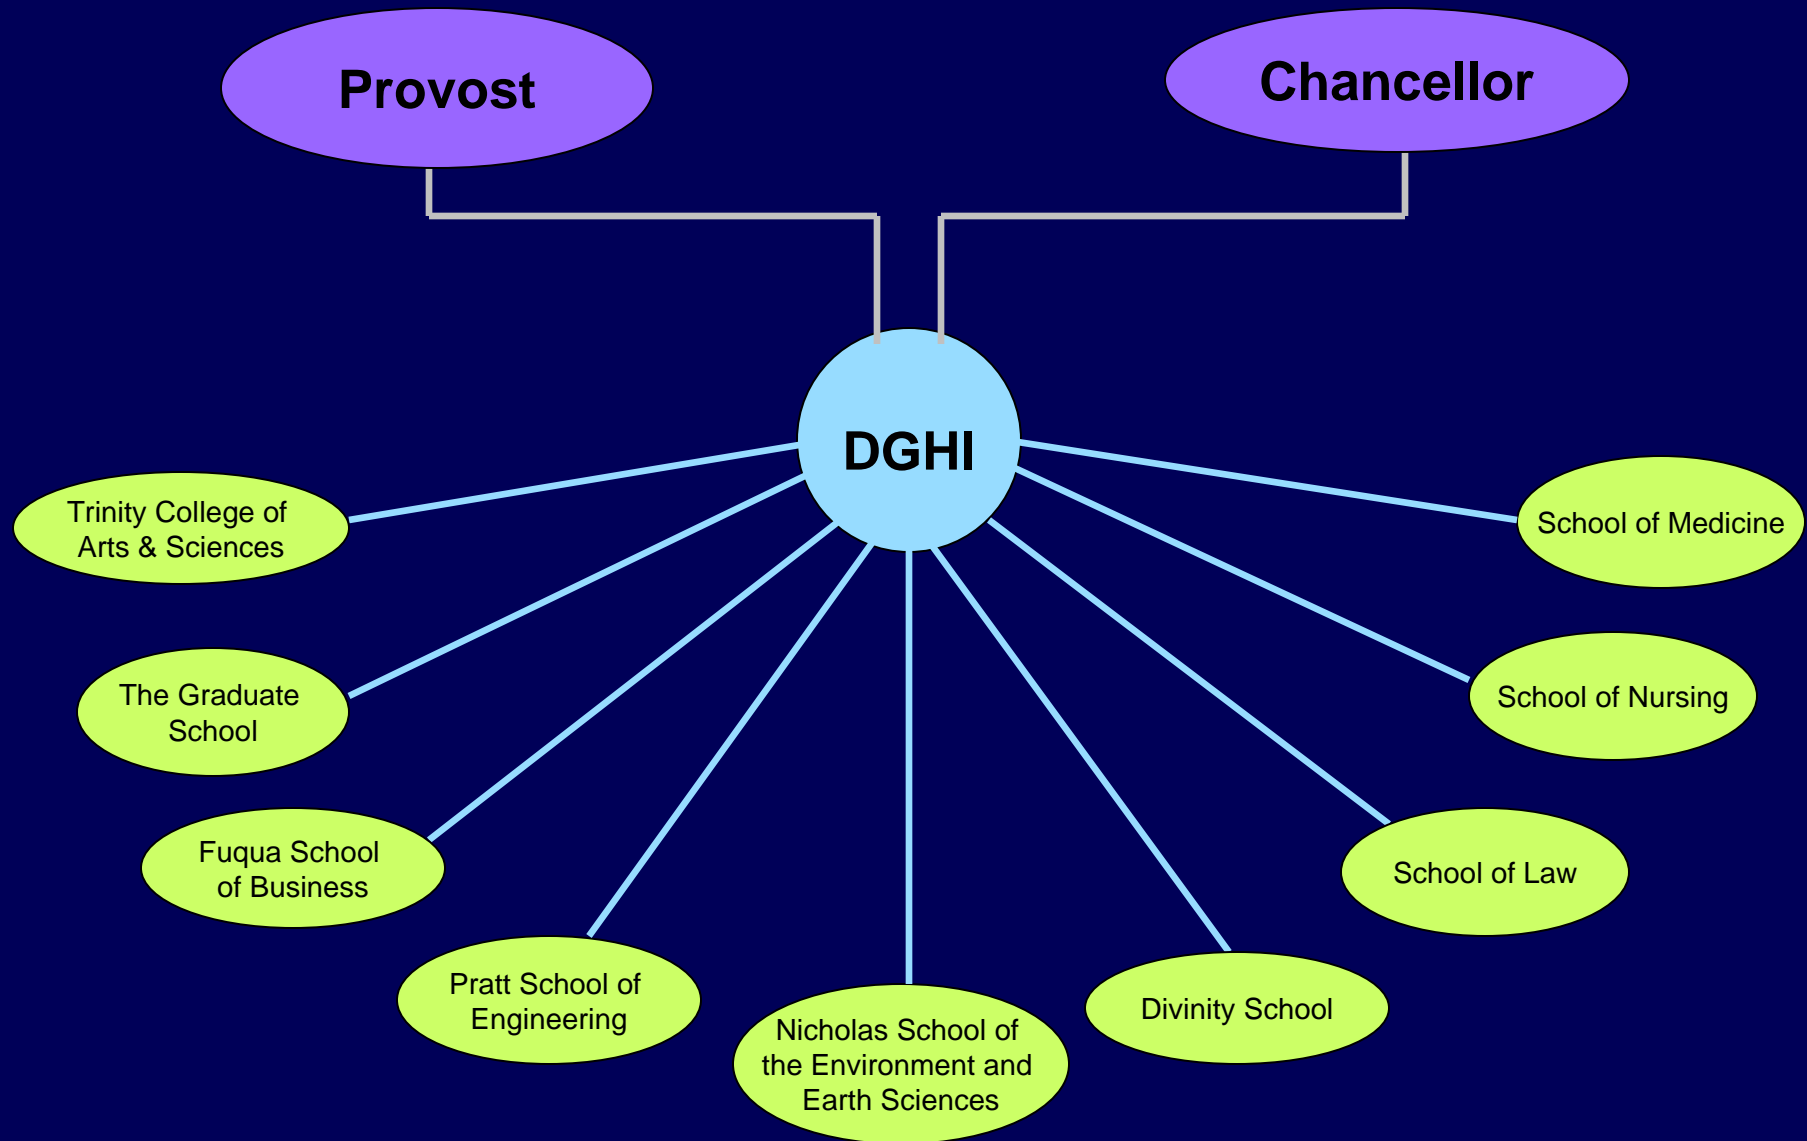 Provost
Chancellor
DGHI
Trinity College of
Arts & Sciences
The Graduate
School
Fuqua School
of Business
Pratt School of
Engineering
Nicholas School of
the Environment and
Earth Sciences
Divinity School
School of Law
School of Nursing
School of Medicine